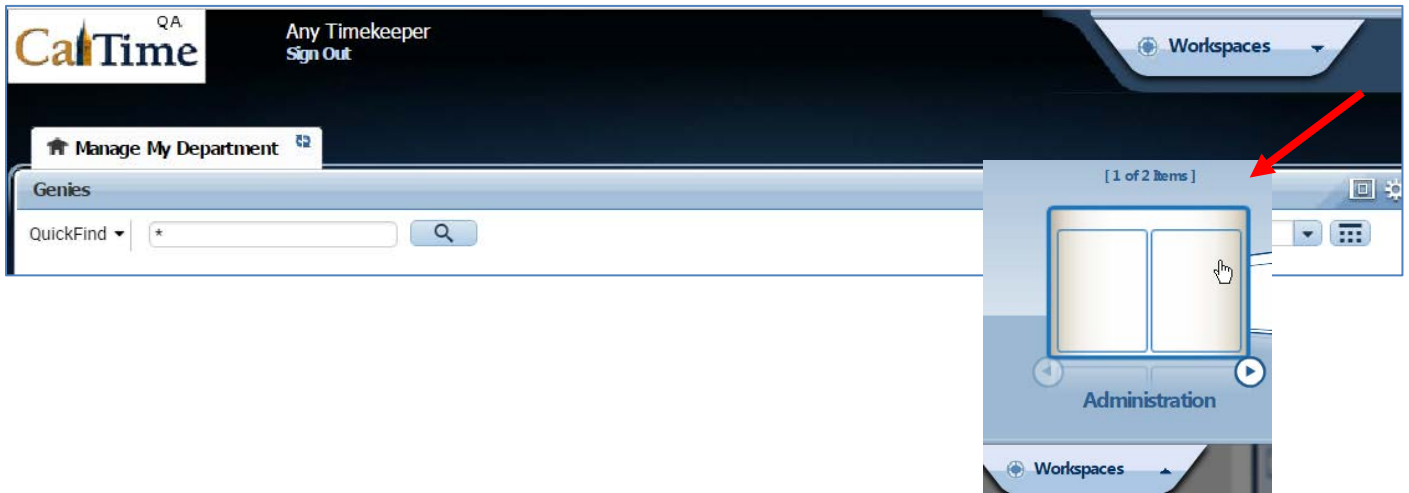 QA
CalTime
Any Timekeeper
Sign Out
Workspaces
Manage My Department
Genies
QuickFind
*
[ 1 of 2 Items ]
Administration
Workspaces